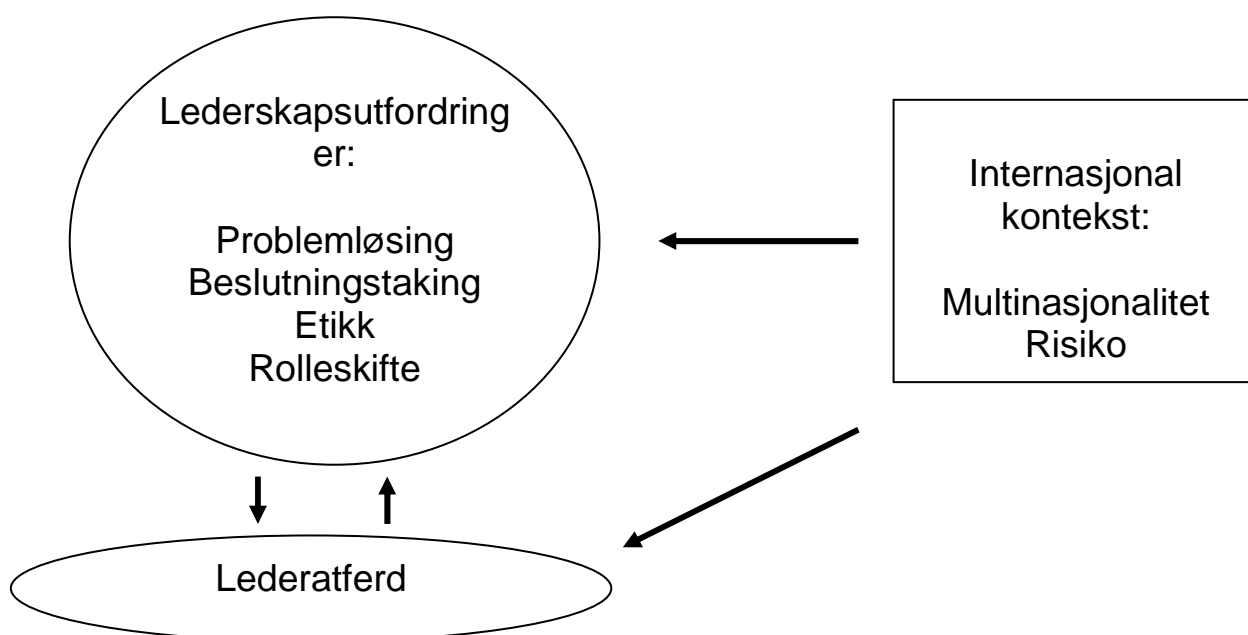 Lederskapsutfordring
er:
Problemløsing
Beslutningstaking
Etikk
Rolleskifte
Internasjonal
kontekst:
Multinasjonalitet
Risiko
Lederatferd